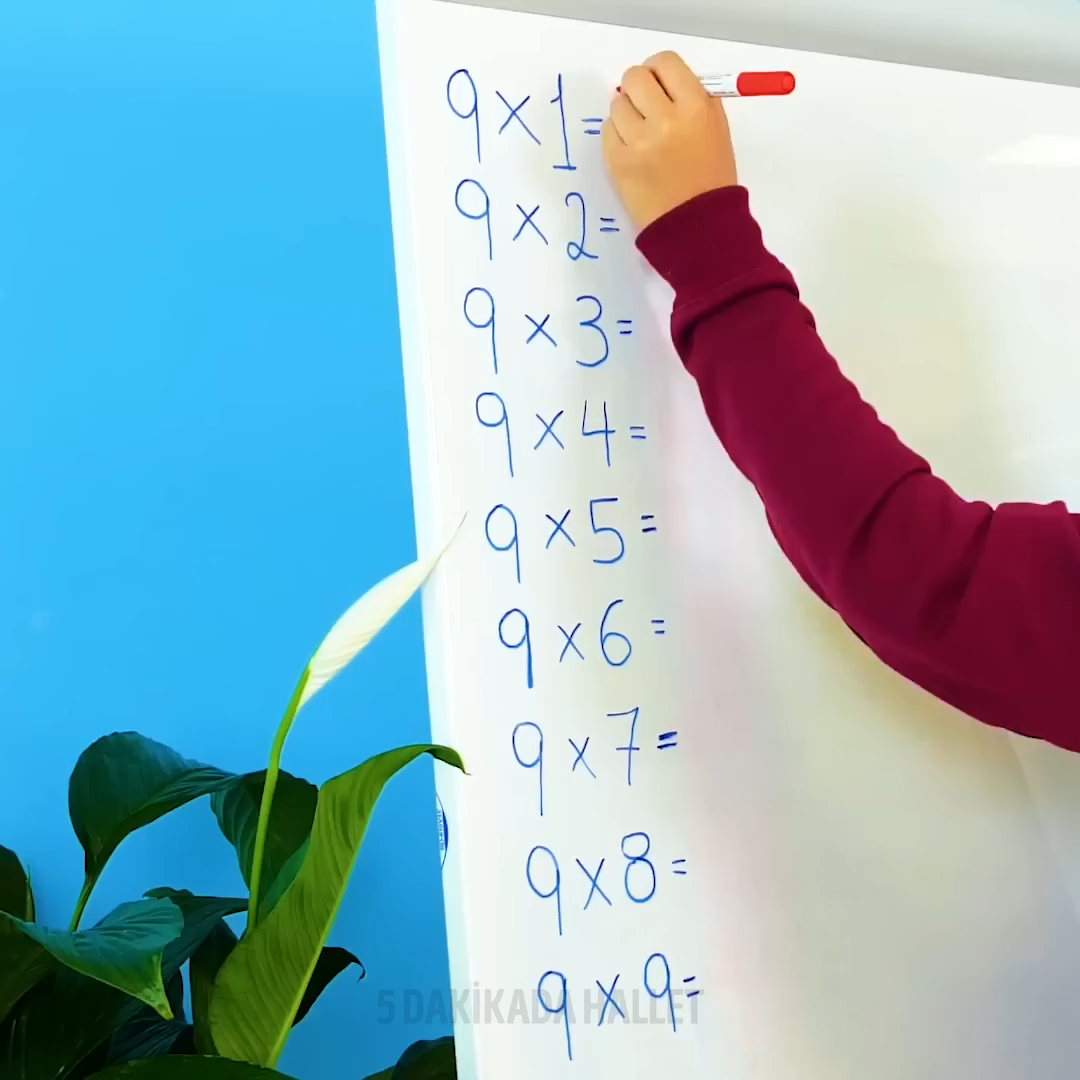 9 x 1 =
9 x 2 =
9 x 3 =
9 x 4 =
9 x 5 =
9 x 6 =
9 x 7 =
9 x 8 =
9 x 9 =
5 DAKİKADA HALLET